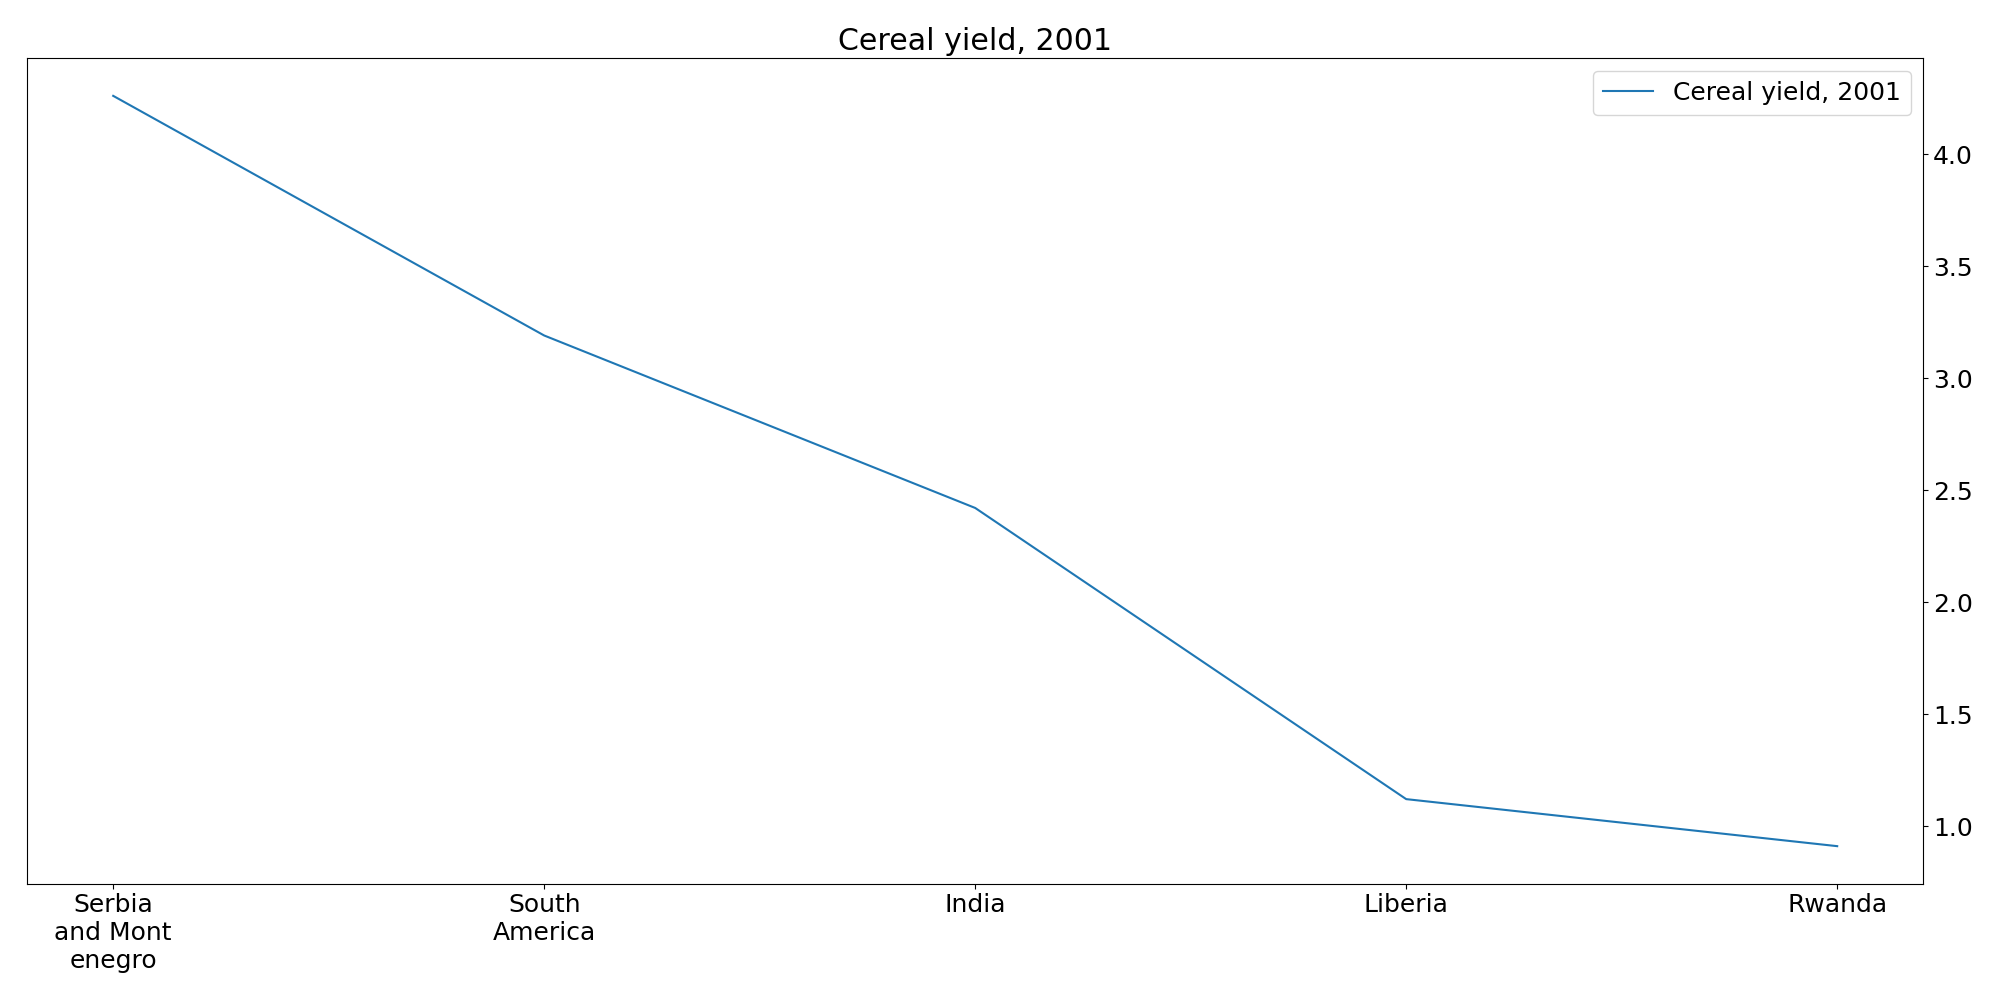 Cereal yield, 2001
Cereal yield, 2001
4.0
3.5
3.0
2.5
2.0
1.5
1.0
Serbia
and Mont
enegro
South
America
India
Liberia
Rwanda